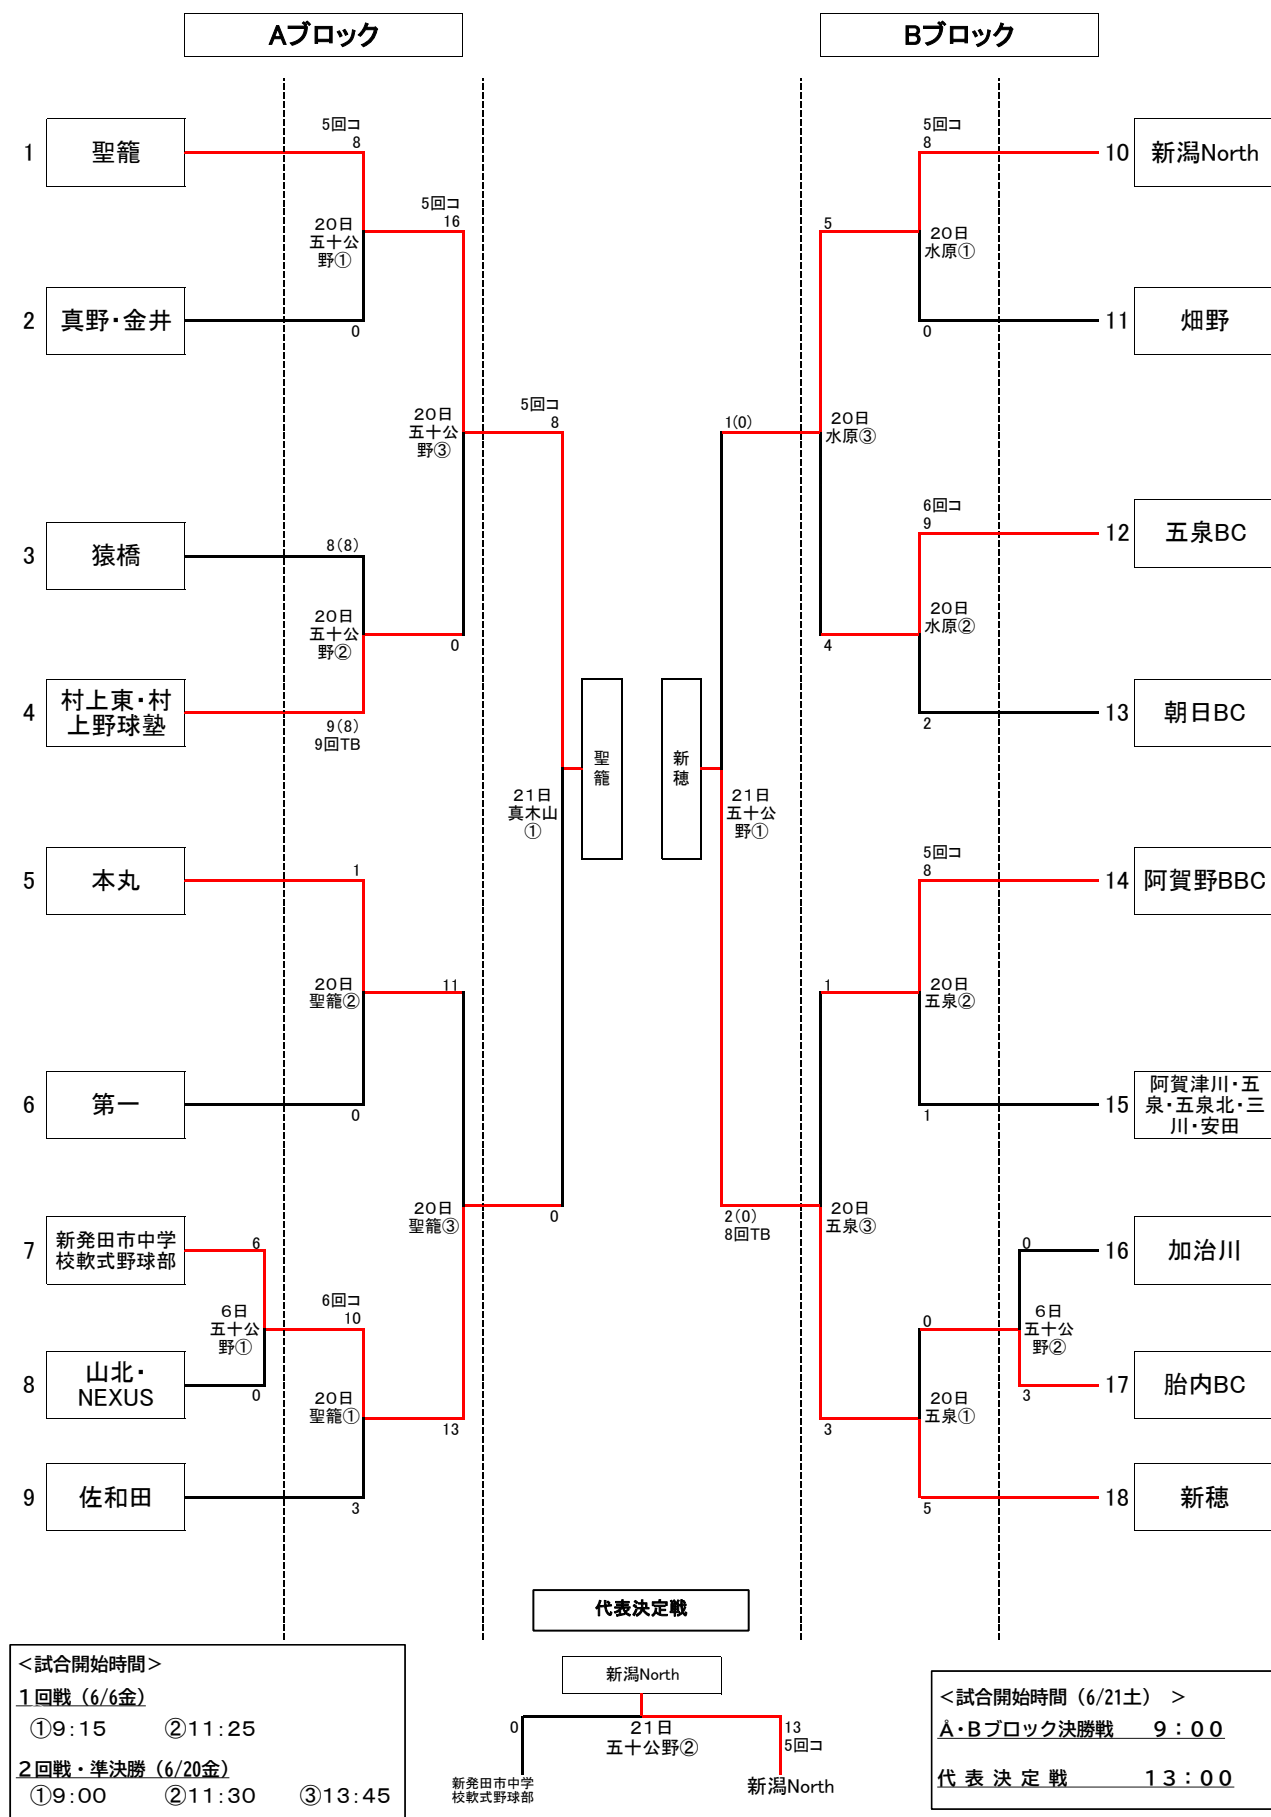 Aブロック
Bブロック
1
聖籠
5回コ
8
20日
五十公
野①
2
真野・金井
0
5回コ
16
20日
五十公
野③
3
猿橋
8(8)
20日
五十公
野②
0
4
村上東・村
上野球塾
9(8)
9回TB
5回コ
8
21日
真木山
①
聖籠
5
本丸
1
20日
聖籠②
11
6
第一
0
20日
聖籠③
0
7
新発田市中学
校軟式野球部
6
6日
五十公
野①
8
山北・
NEXUS
0
6回コ
10
20日
聖籠①
13
9
佐和田
3
5回コ
8
10
新潟North
20日
水原①
5
0
11
畑野
1(0)
20日
水原③
6回コ
9
12
五泉BC
20日
水原②
4
2
13
朝日BC
新穂
21日
五十公
野①
5回コ
8
14
阿賀野BBC
1
20日
五泉②
1
15
阿賀津川・五
泉・五泉北・三
川・安田
2(0)
8回TB
20日
五泉③
0
16
加治川
6日
五十公
野②
0
3
17
胎内BC
20日
五泉①
3
5
18
新穂
代表決定戦
新潟North
0
21日
五十公野②
13
5回コ
新発田市中学
校軟式野球部
新潟North
＜試合開始時間＞
１回戦（6/6金）
①9：15 ②11：25
２回戦・準決勝（6/20金）
①9：00 ②11：30 ③13：45
＜試合開始時間（6/21土） ＞
A・Bブロック決勝戦 9：00
代表決定戦 13：00